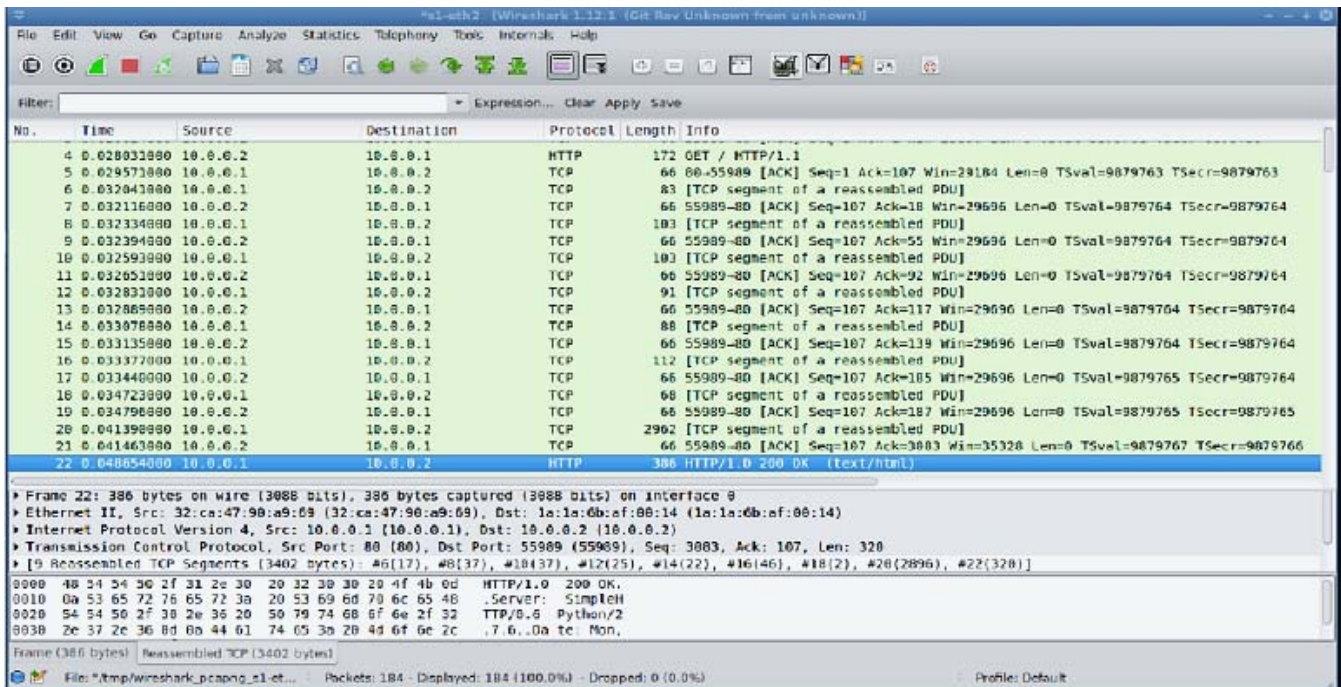 *s1-eth2 [Wireshark 1.12.1 (Git Rev Unknown from unknown)]
File Edit View Go Capture Analyze Statistics Telephony Tools Internals Help
Filter: Expression... Clear Apply Save
No. Time Source Destination Protocol Length Info
4 0.028031000 10.0.0.2 10.0.0.1 HTTP 172 GET / HTTP/1.1
5 0.029571000 10.0.0.1 10.0.0.2 TCP 66 80→55989 [ACK] Seq=1 Ack=107 Win=29184 Len=0 TSval=9879763 TSecr=9879763
6 0.032041000 10.0.0.1 10.0.0.2 TCP 83 [TCP segment of a reassembled PDU]
7 0.032116000 10.0.0.2 10.0.0.1 TCP 66 55989→80 [ACK] Seq=107 Ack=18 Win=29696 Len=0 TSval=9879764 TSecr=9879764
8 0.032334000 10.0.0.1 10.0.0.2 TCP 103 [TCP segment of a reassembled PDU]
9 0.032394000 10.0.0.2 10.0.0.1 TCP 66 55989→80 [ACK] Seq=107 Ack=55 Win=29696 Len=0 TSval=9879764 TSecr=9879764
10 0.032593000 10.0.0.1 10.0.0.2 TCP 103 [TCP segment of a reassembled PDU]
11 0.032651000 10.0.0.2 10.0.0.1 TCP 66 55989→80 [ACK] Seq=107 Ack=92 Win=29696 Len=0 TSval=9879764 TSecr=9879764
12 0.032831000 10.0.0.1 10.0.0.2 TCP 91 [TCP segment of a reassembled PDU]
13 0.032889000 10.0.0.2 10.0.0.1 TCP 66 55989→80 [ACK] Seq=107 Ack=117 Win=29696 Len=0 TSval=9879764 TSecr=9879764
14 0.033078000 10.0.0.1 10.0.0.2 TCP 88 [TCP segment of a reassembled PDU]
15 0.033135000 10.0.0.2 10.0.0.1 TCP 66 55989→80 [ACK] Seq=107 Ack=139 Win=29696 Len=0 TSval=9879764 TSecr=9879764
16 0.033377000 10.0.0.1 10.0.0.2 TCP 112 [TCP segment of a reassembled PDU]
17 0.033440000 10.0.0.2 10.0.0.1 TCP 66 55989→80 [ACK] Seq=107 Ack=185 Win=29696 Len=0 TSval=9879765 TSecr=9879764
18 0.034723000 10.0.0.1 10.0.0.2 TCP 68 [TCP segment of a reassembled PDU]
19 0.034796000 10.0.0.2 10.0.0.1 TCP 66 55989→80 [ACK] Seq=107 Ack=187 Win=29696 Len=0 TSval=9879765 TSecr=9879765
20 0.041390000 10.0.0.1 10.0.0.2 TCP 2962 [TCP segment of a reassembled PDU]
21 0.041463000 10.0.0.2 10.0.0.1 TCP 66 55989→80 [ACK] Seq=107 Ack=3083 Win=35328 Len=0 TSval=9879767 TSecr=9879766
22 0.048654000 10.0.0.1 10.0.0.2 HTTP 386 HTTP/1.0 200 OK (text/html)
Frame 22: 386 bytes on wire (3088 bits), 386 bytes captured (3088 bits) on interface 0
Ethernet II, Src: 32:ca:47:90:a9:69 (32:ca:47:90:a9:69), Dst: 1a:1a:6b:af:00:14 (1a:1a:6b:af:00:14)
Internet Protocol Version 4, Src: 10.0.0.1 (10.0.0.1), Dst: 10.0.0.2 (10.0.0.2)
Transmission Control Protocol, Src Port: 80 (80), Dst Port: 55989 (55989), Seq: 3083, Ack: 107, Len: 320
[9 Reassembled TCP Segments (3402 bytes): #6(17), #8(37), #10(37), #12(25), #14(22), #16(46), #18(2), #20(2896), #22(320)]
0000 48 54 54 50 2f 31 2e 30 20 32 30 30 20 4f 4b 0d HTTP/1.0 200 OK.
0010 0a 53 65 72 76 65 72 3a 20 53 69 6d 70 6c 65 48 .Server: SimpleH
0020 54 54 50 2f 30 2e 36 20 50 79 74 68 6f 6e 2f 32 TTP/0.6 Python/2
0030 2e 37 2e 36 0d 0a 44 61 74 65 3a 20 4d 6f 6e 2c .7.6..Da te: Mon,
Frame (386 bytes) Reassembled TCP (3402 bytes)
File: "/tmp/wireshark_pcapng_s1-et... Packets: 184 · Displayed: 184 (100.0%) · Dropped: 0 (0.0%) Profile: Default